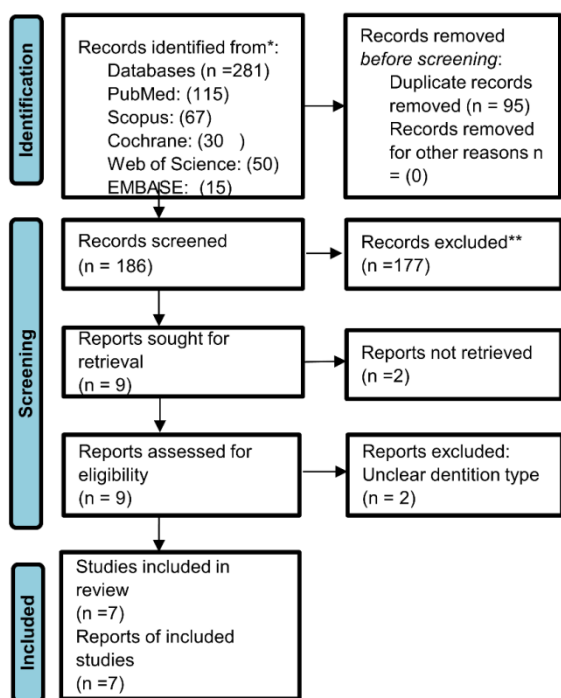 Identification
Records identified from*:
Databases (n =281)
PubMed: (115)
Scopus: (67)
Cochrane: (30   )
Web of Science: (50)
EMBASE:  (15)
Records removed
before screening:
Duplicate records
removed (n = 95)
Records removed
for other reasons n
= (0)
Screening
Records screened
(n = 186)
Records excluded**
(n =177)
Reports sought for
retrieval
(n = 9)
Reports not retrieved
(n =2)
Reports assessed for
eligibility
(n = 9)
Reports excluded:
Unclear dentition type
(n = 2)
Included
Studies included in
review
(n =7)
Reports of included
studies
(n =7)